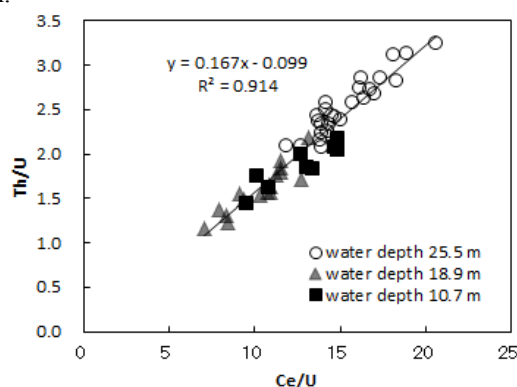 3.5
y = 0.167x - 0.099
R² = 0.914
3.0
2.5
2.0
1.5
1.0
0.5
0.0
Th/U
water depth 25.5 m
water depth 18.9 m
water depth 10.7 m
0 5 10 15 20 25
Ce/U